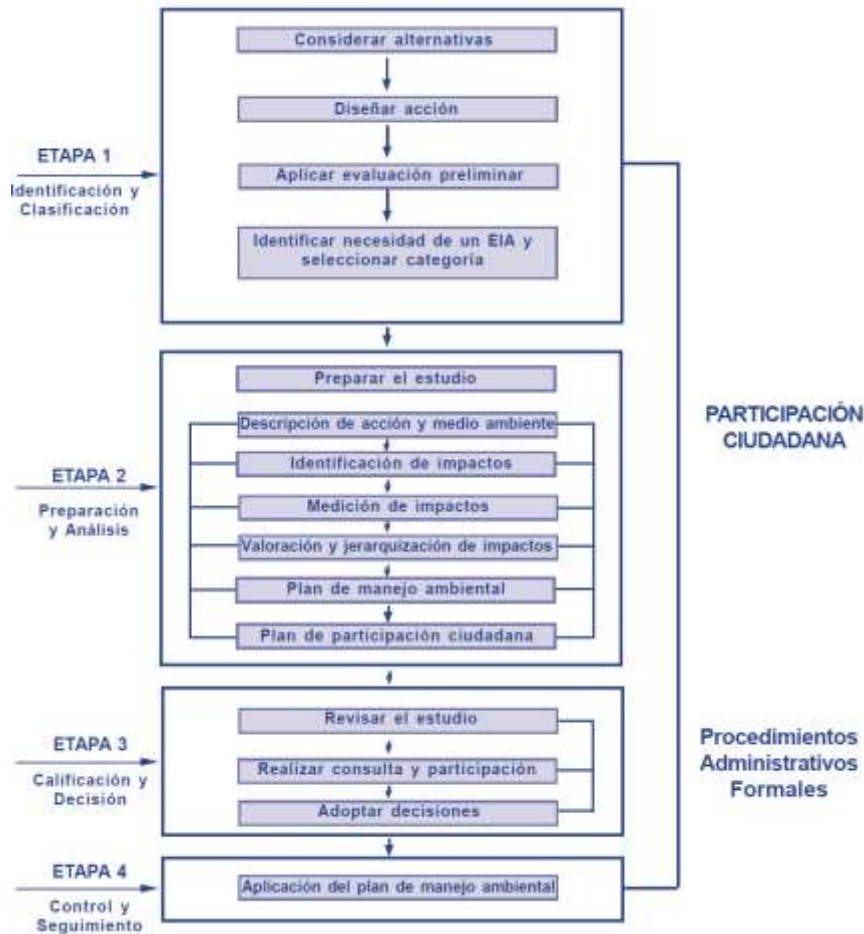 Considerar alternativas
Diseñar acción
ETAPA 1
Identificación y
Clasificación
Aplicar evaluación preliminar
Identificar necesidad de un EIA y
seleccionar categoría
Preparar el estudio
Descripción de acción y medio ambiente
Identificación de impactos
ETAPA 2
Preparación
y Análisis
Medición de impactos
Valoración y jerarquización de impactos
Plan de manejo ambiental
Plan de participación ciudadana
PARTICIPACIÓN
CIUDADANA
Revisar el estudio
ETAPA 3
Calificación y
Decisión
Realizar consulta y participación
Adoptar decisiones
Procedimientos
Administrativos
Formales
ETAPA 4
Control y
Seguimiento
Aplicación del plan de manejo ambiental